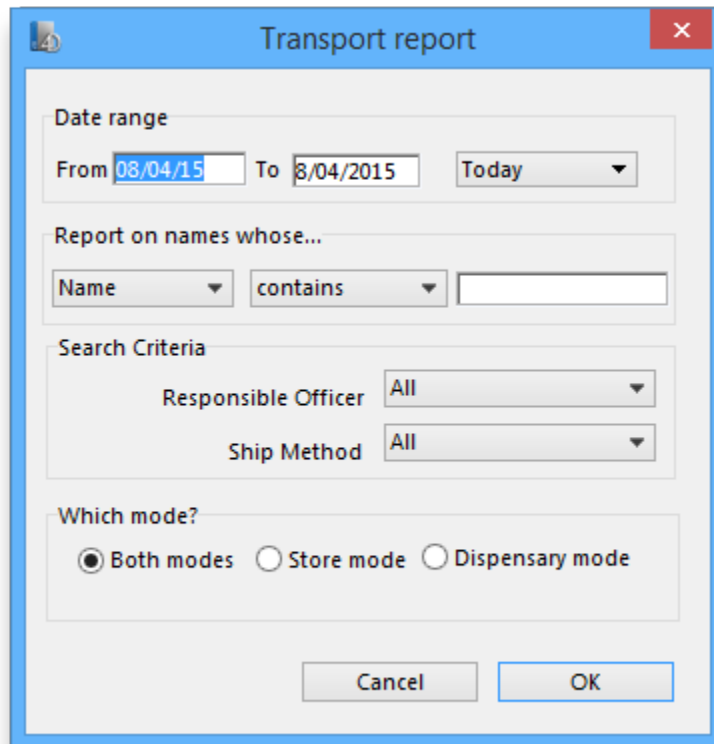 Transport report
Date range
From 08/04/15 To 8/04/2015 Today
Report on names whose...
Name contains
Search Criteria
Responsible Officer All
Ship Method All
Which mode?
Both modes Store mode Dispensary mode
Cancel OK